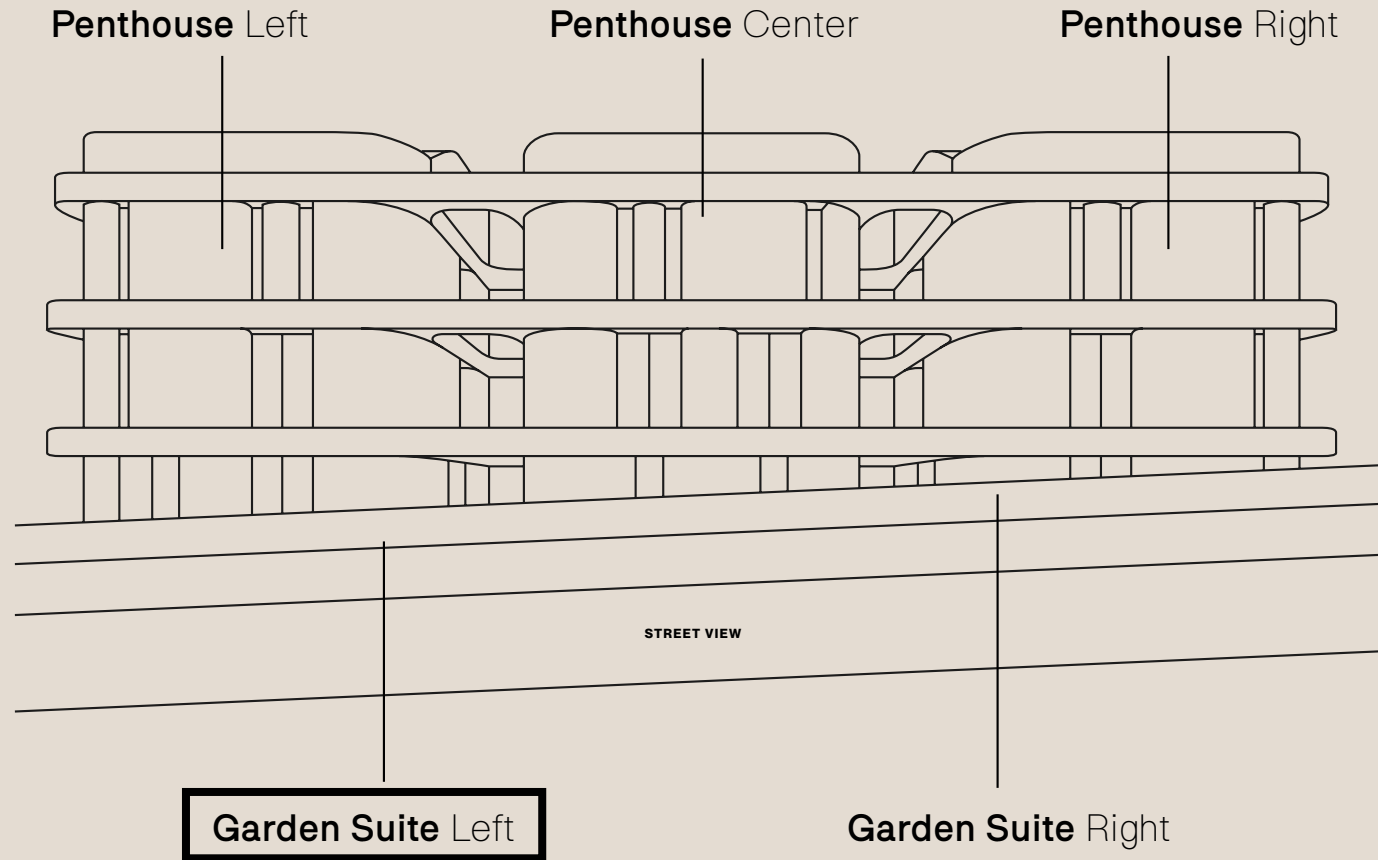 Penthouse Left
Penthouse Center
Penthouse Right
STREET VIEW
Garden Suite Left
Garden Suite Right